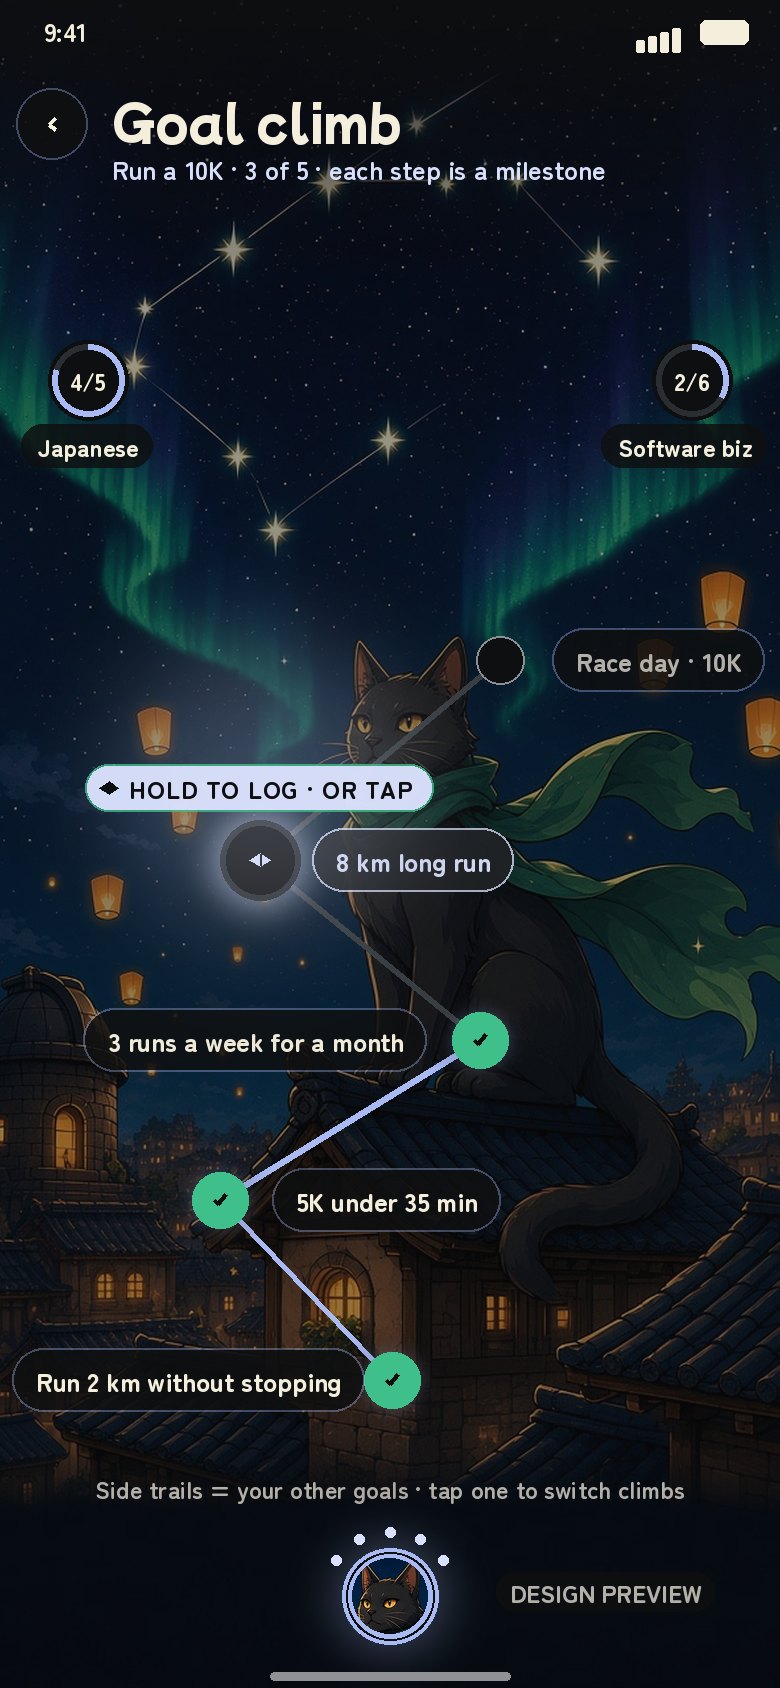 9:41
Goal climb
Run a 10K · 3 of 5 · each step is a milestone
4/5
2/6
Japanese
Software biz
Race day · 10K
HOLD TO LOG · OR TAP
8 km long run
3 runs a week for a month
5K under 35 min
Run 2 km without stopping
Side trails = your other goals · tap one to switch climbs
DESIGN PREVIEW